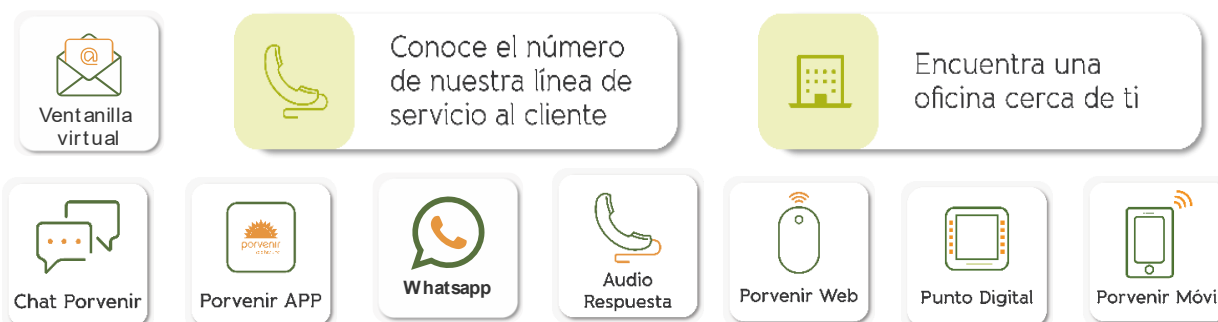 @
Ventanilla
virtual
Conoce el número
de nuestra línea de
servicio al cliente
Encuentra una
oficina cerca de ti
Chat Porvenir
porvenir
Porvenir APP
Whatsapp
Audio
Respuesta
Porvenir Web
Punto Digital
Porvenir Móvi